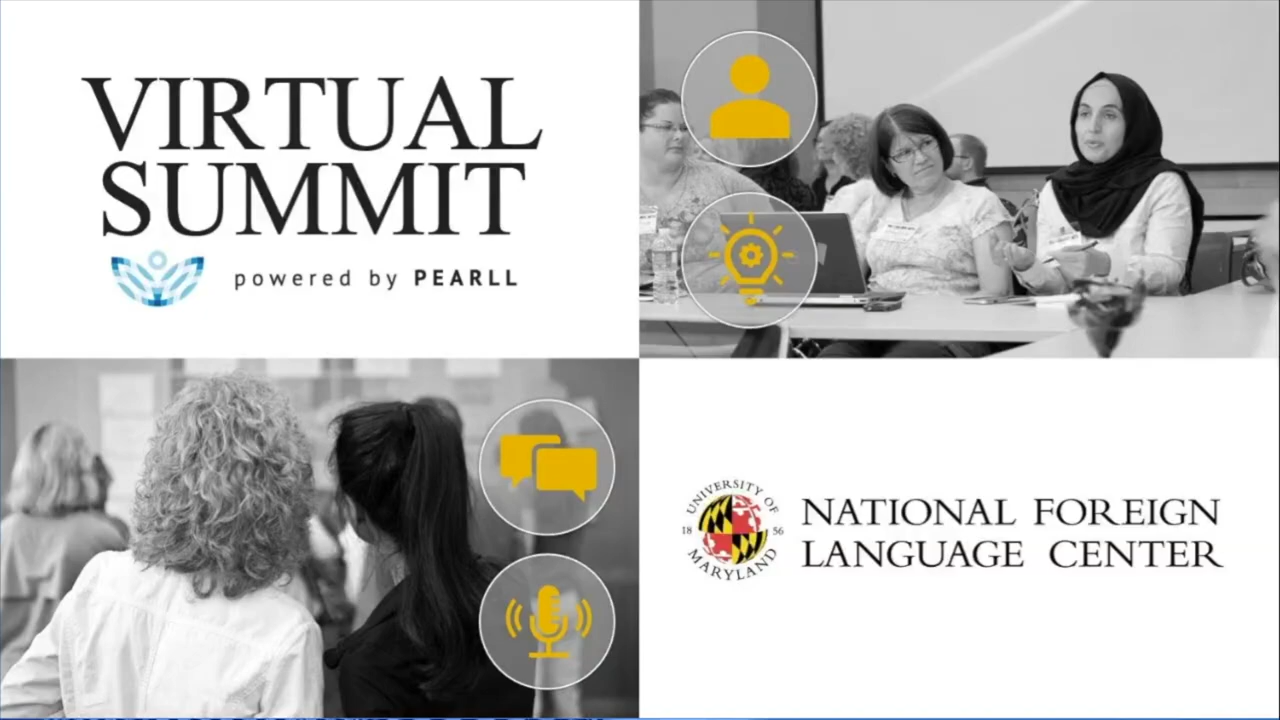 VIRTUAL
SUMMIT
powered by PEARLL
UNIVERSITY OF
18 56
MARYLAND
NATIONAL FOREIGN
LANGUAGE CENTER